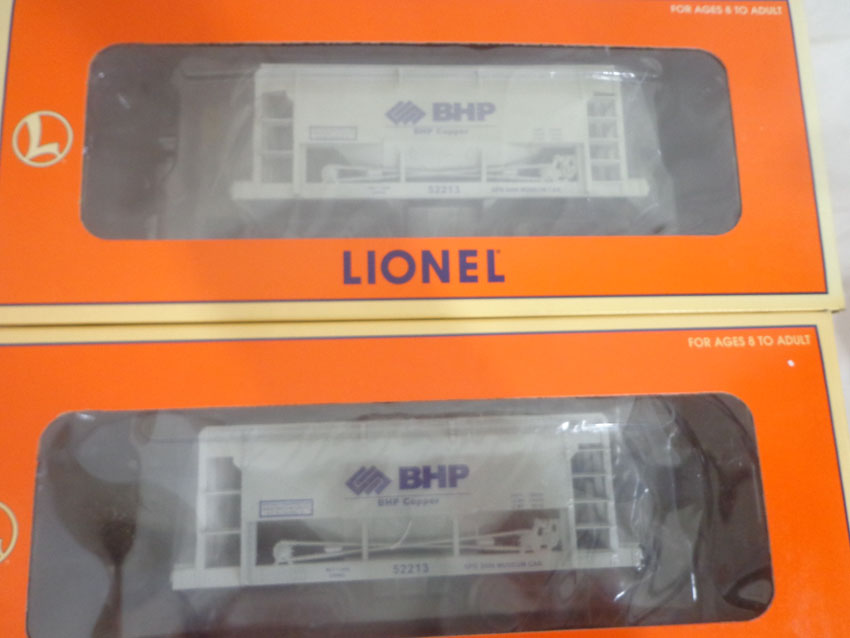 FOR AGES 8 TO ADULT
L
BHP
BHP Copper
52213
LIONEL
FOR AGES 8 TO ADULT
BHP
BHP Copper
52213